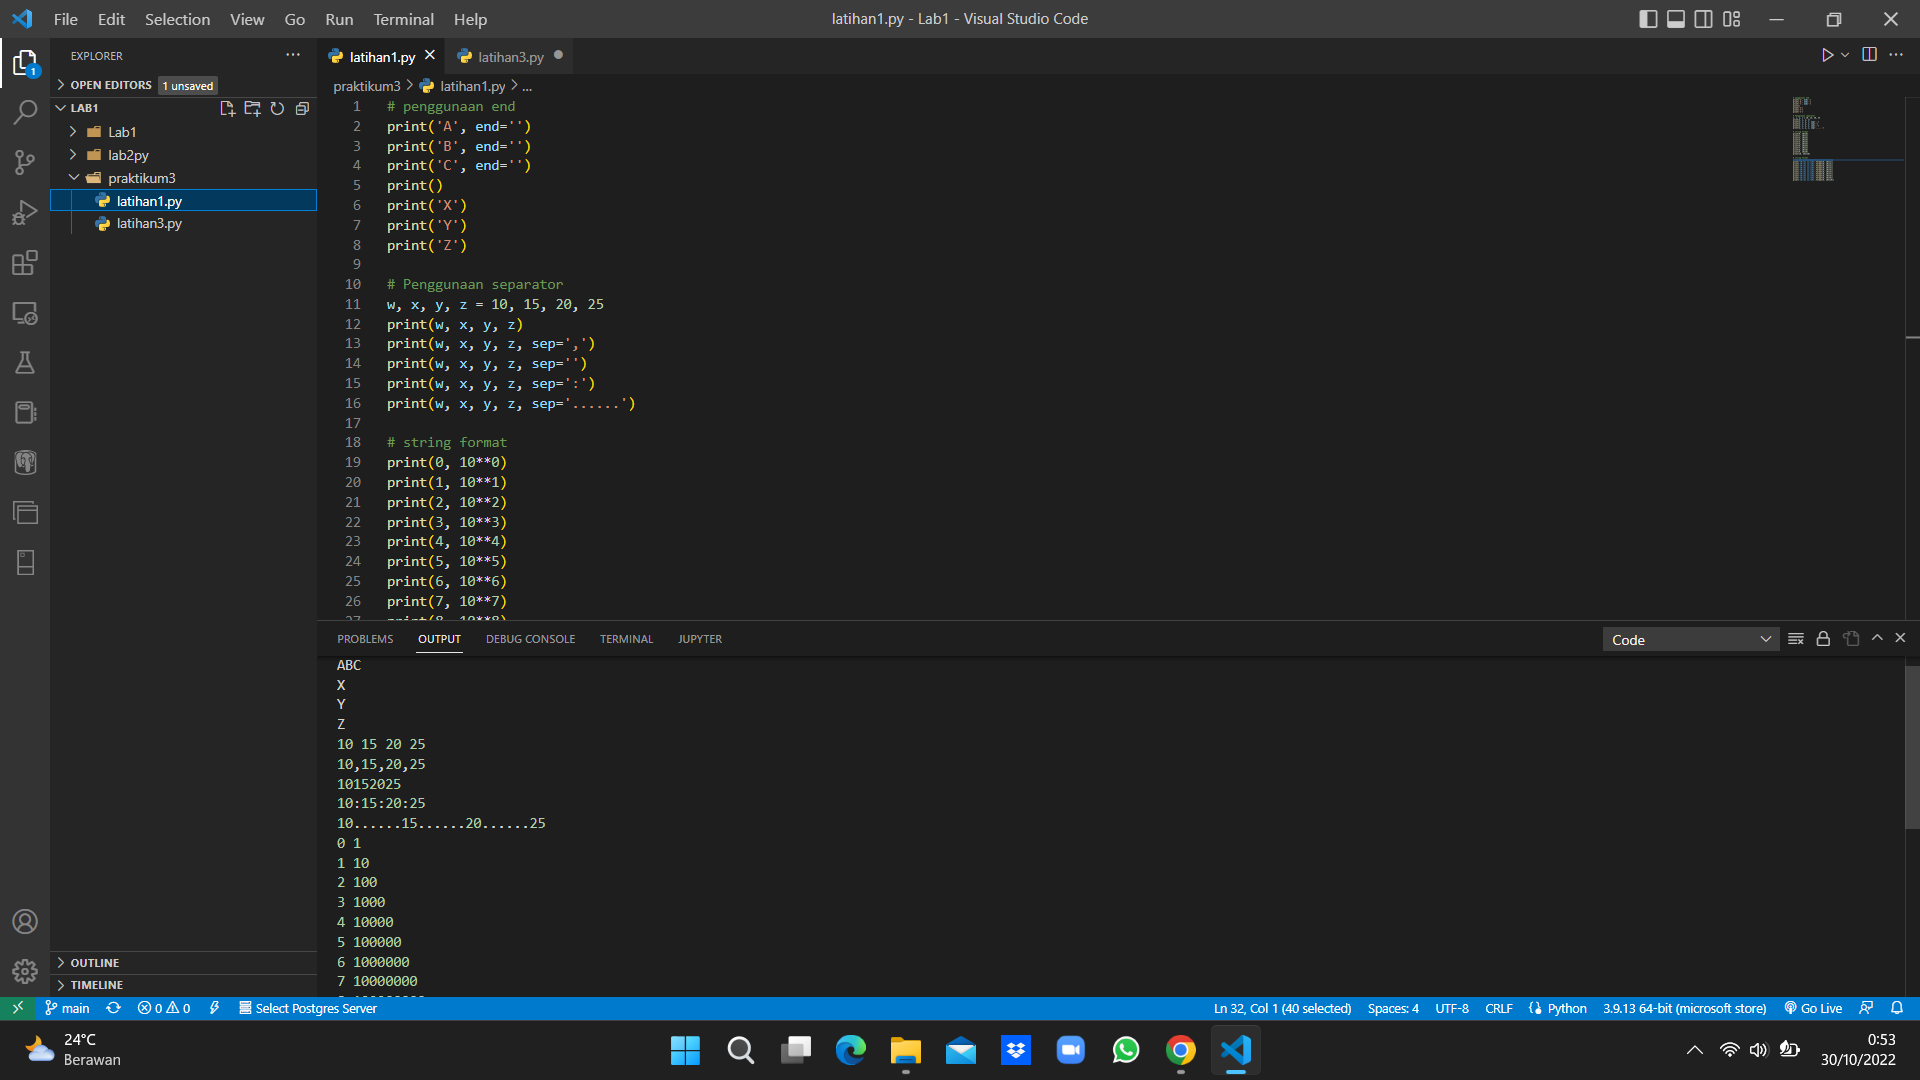 File Edit Selection View Go Run Terminal Help
latihan1.py - Lab1 - Visual Studio Code
EXPLORER
1
OPEN EDITORS 1 unsaved
LAB1
Lab1
lab2py
praktikum3
latihan1.py
latihan3.py
OUTLINE
TIMELINE
latihan1.py latihan3.py
praktikum3 > latihan1.py > ...
1 # penggunaan end
2 print('A', end='')
3 print('B', end='')
4 print('C', end='')
5 print()
6 print('X')
7 print('Y')
8 print('Z')
9
10 # Penggunaan separator
11 w, x, y, z = 10, 15, 20, 25
12 print(w, x, y, z)
13 print(w, x, y, z, sep=',')
14 print(w, x, y, z, sep='')
15 print(w, x, y, z, sep=':')
16 print(w, x, y, z, sep='......')
17
18 # string format
19 print(0, 10**0)
20 print(1, 10**1)
21 print(2, 10**2)
22 print(3, 10**3)
23 print(4, 10**4)
24 print(5, 10**5)
25 print(6, 10**6)
26 print(7, 10**7)
27 print(8, 10**8)
PROBLEMS OUTPUT DEBUG CONSOLE TERMINAL JUPYTER
Code
ABC
X
Y
Z
10 15 20 25
10,15,20,25
10152025
10:15:20:25
10......15......20......25
0 1
1 10
2 100
3 1000
4 10000
5 100000
6 1000000
7 10000000
main 0 0 Select Postgres Server
Ln 32, Col 1 (40 selected) Spaces: 4 UTF-8 CRLF Python 3.9.13 64-bit (microsoft store) Go Live
24°C
Berawan
0:53
30/10/2022